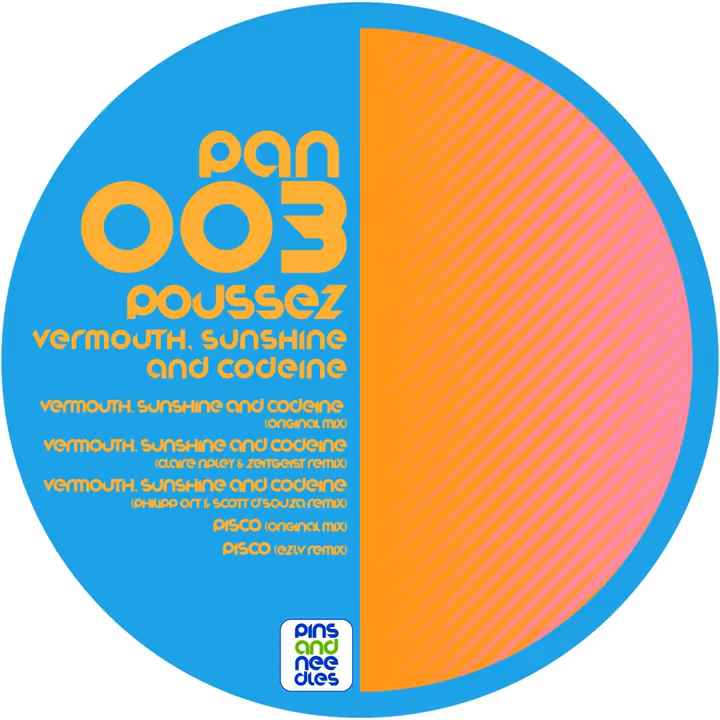 pan
003
poussez
vermouth, sunshine
and codeine
vermouth, sunshine and codeine
(original mix)
vermouth, sunshine and codeine
(claire ripley & zeitgeist remix)
vermouth, sunshine and codeine
(philipp ort & scott d'souza remix)
pisco (original mix)
pisco (ezlv remix)
pins
and
nee
dles